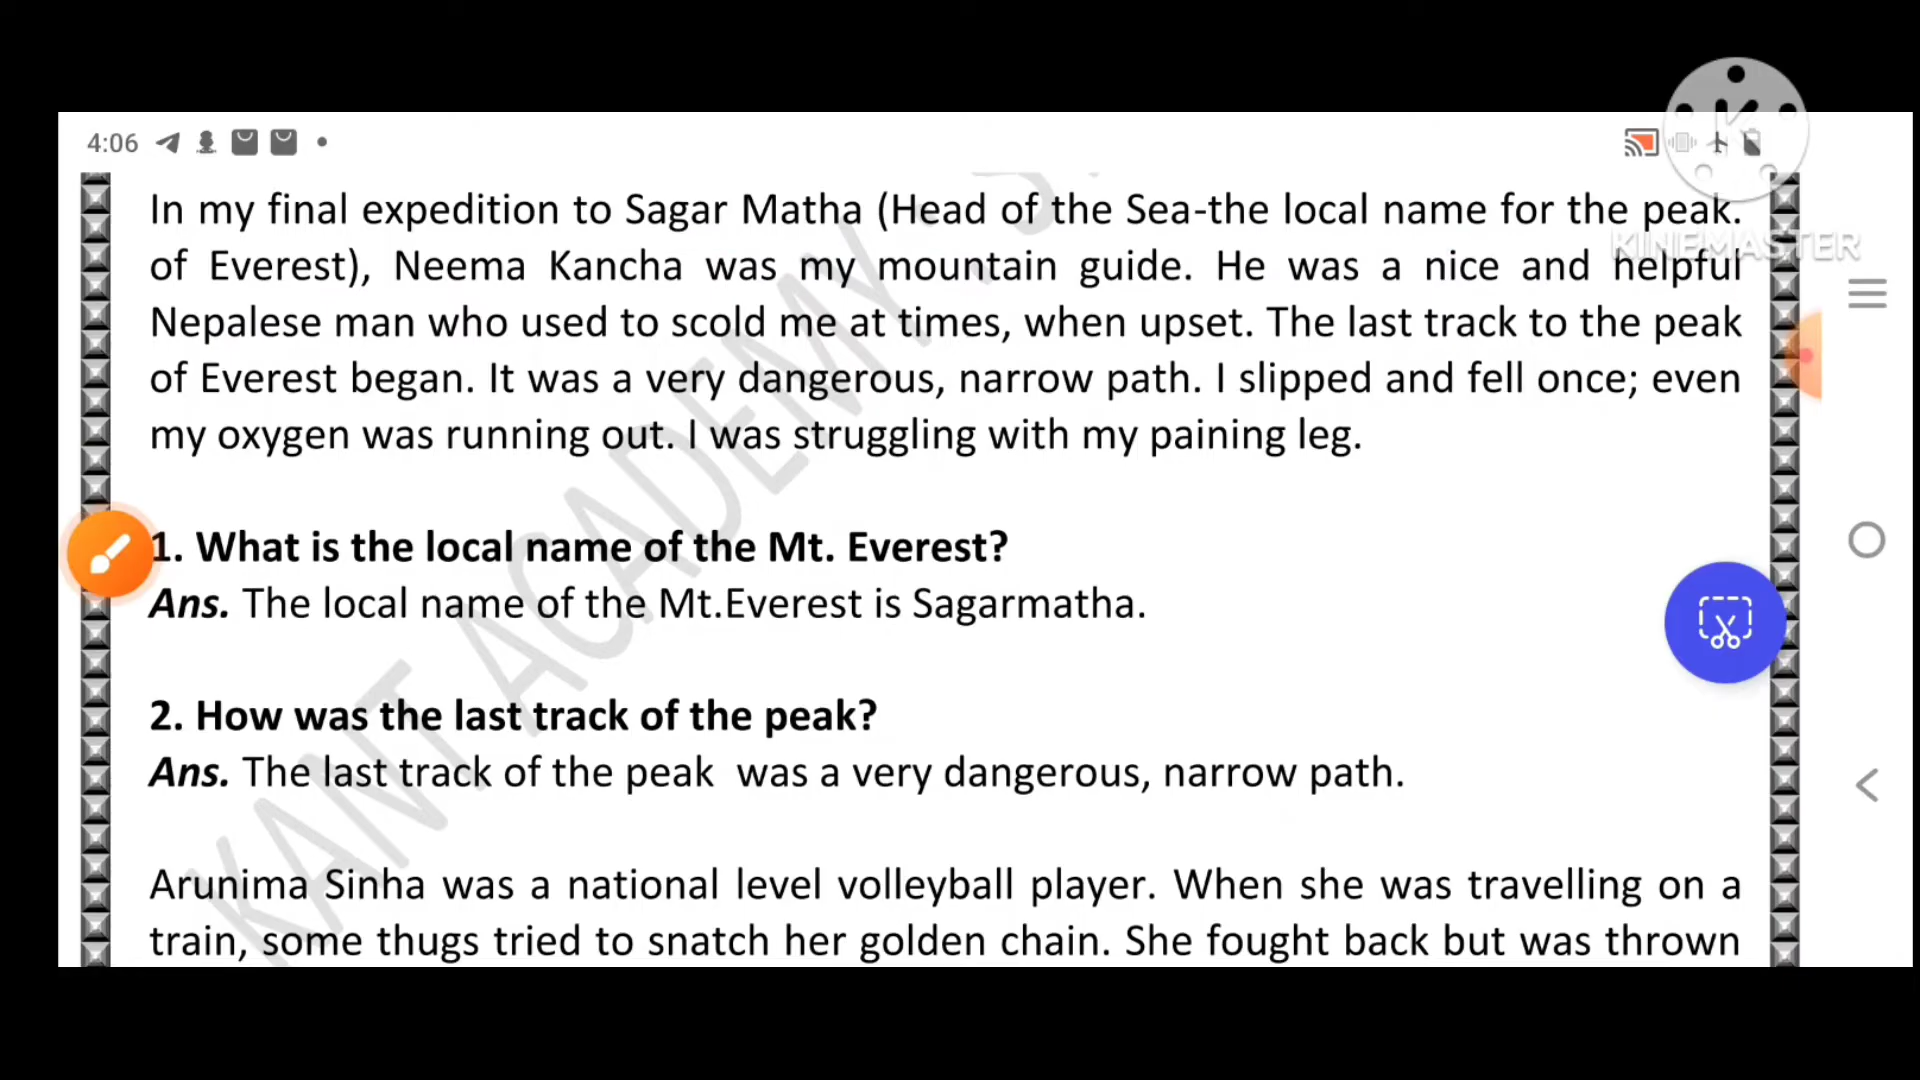 KINEMASTER
4:06
In my final expedition to Sagar Matha (Head of the Sea-the local name for the peak.
of Everest), Neema Kancha was my mountain guide. He was a nice and helpful
Nepalese man who used to scold me at times, when upset. The last track to the peak
of Everest began. It was a very dangerous, narrow path. I slipped and fell once; even
my oxygen was running out. I was struggling with my paining leg.
1. What is the local name of the Mt. Everest?
Ans. The local name of the Mt.Everest is Sagarmatha.
2. How was the last track of the peak?
Ans. The last track of the peak  was a very dangerous, narrow path.
Arunima Sinha was a national level volleyball player. When she was travelling on a
train, some thugs tried to snatch her golden chain. She fought back but was thrown
KANT ACADEMY